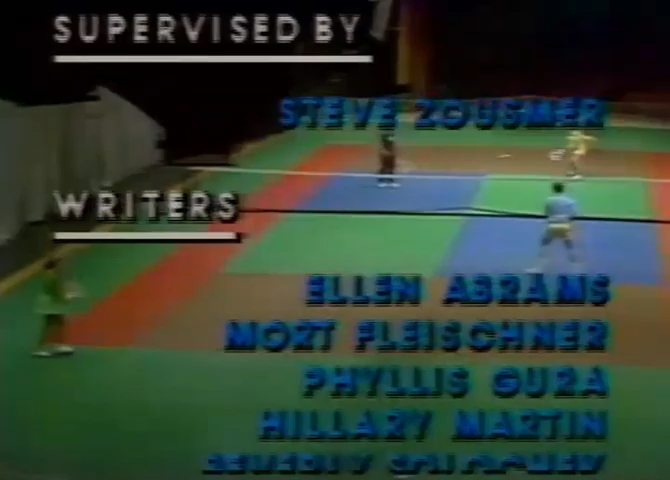 SUPERVISED BY
STEVE ZOUSMER
WRITERS
ELLEN ABRAMS
MORT FLEISCHNER
PHYLLIS GURA
HILLARY MARTIN